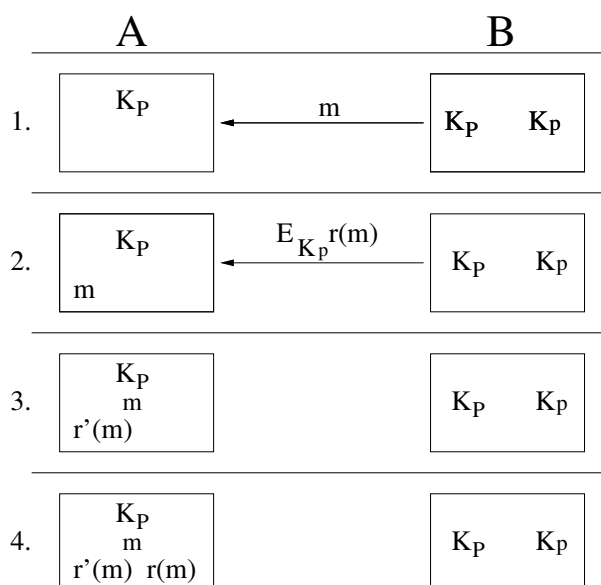 A B
1. K_P m K_P K_p
2. K_P m E_{K_p} r(m) K_P K_p
3. K_P m r’(m) K_P K_p
4. K_P m r’(m) r(m) K_P K_p